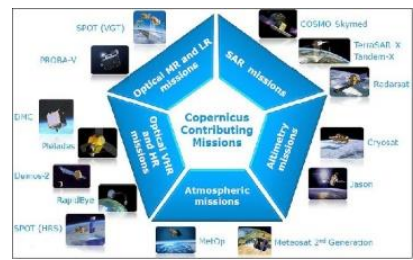 SPOT (VGT)
PROBA-V
DMC
Pleiades
Deimos-2
RapidEye
SPOT (HRS)
Optical MR and LR
missions
SAR missions
Optical VHR
and HR
missions
Copernicus
Contributing
Missions
Altimetry
missions
Atmospheric
missions
COSMO Skymed
TerraSAR-X
Tandem-X
Radarsat
Cryosat
Jason
MetOp
Meteosat 2nd Generation